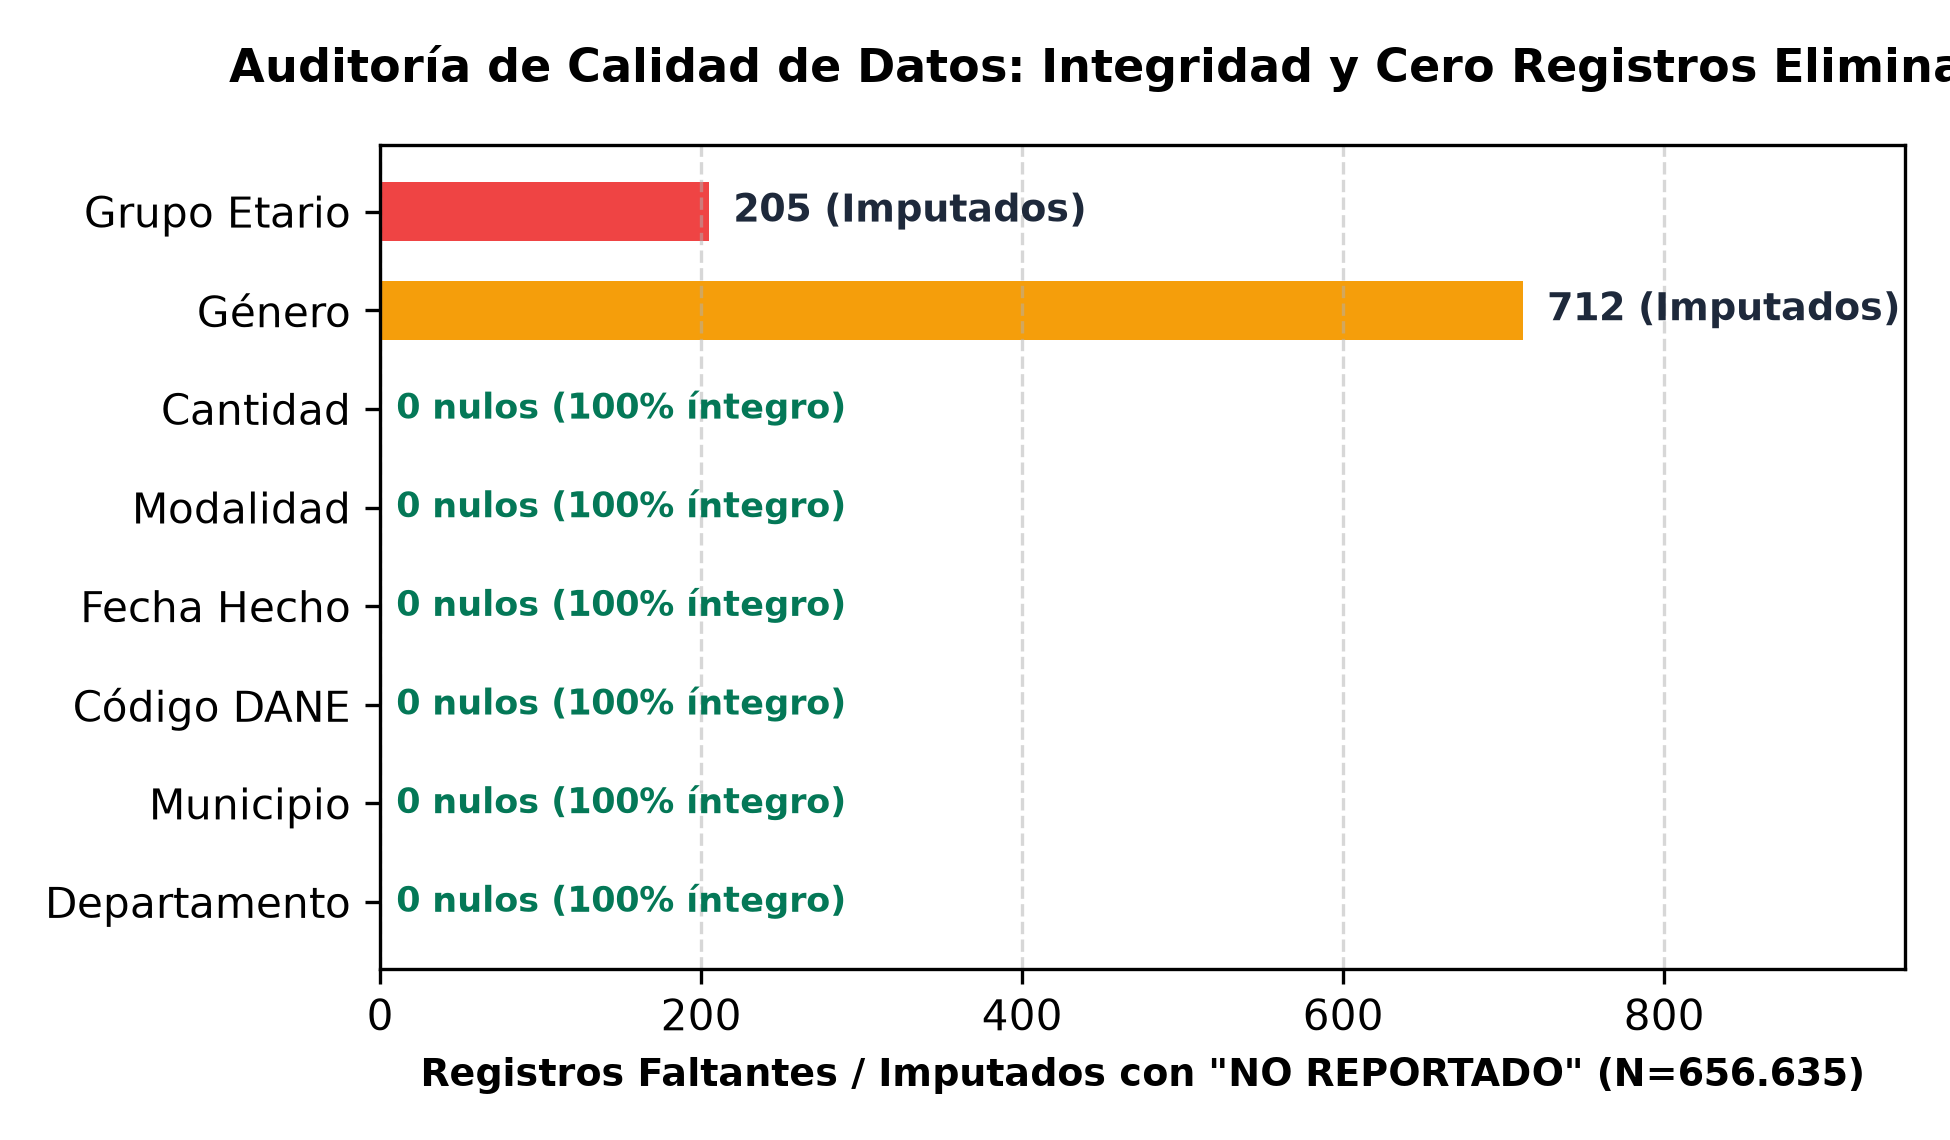 Auditoría de Calidad de Datos: Integridad y Cero Registros Elimina
Grupo Etario 205 (Imputados)
Género 712 (Imputados)
Cantidad 0 nulos (100% íntegro)
Modalidad 0 nulos (100% íntegro)
Fecha Hecho 0 nulos (100% íntegro)
Código DANE 0 nulos (100% íntegro)
Municipio 0 nulos (100% íntegro)
Departamento 0 nulos (100% íntegro)
0 200 400 600 800
Registros Faltantes / Imputados con "NO REPORTADO" (N=656.635)